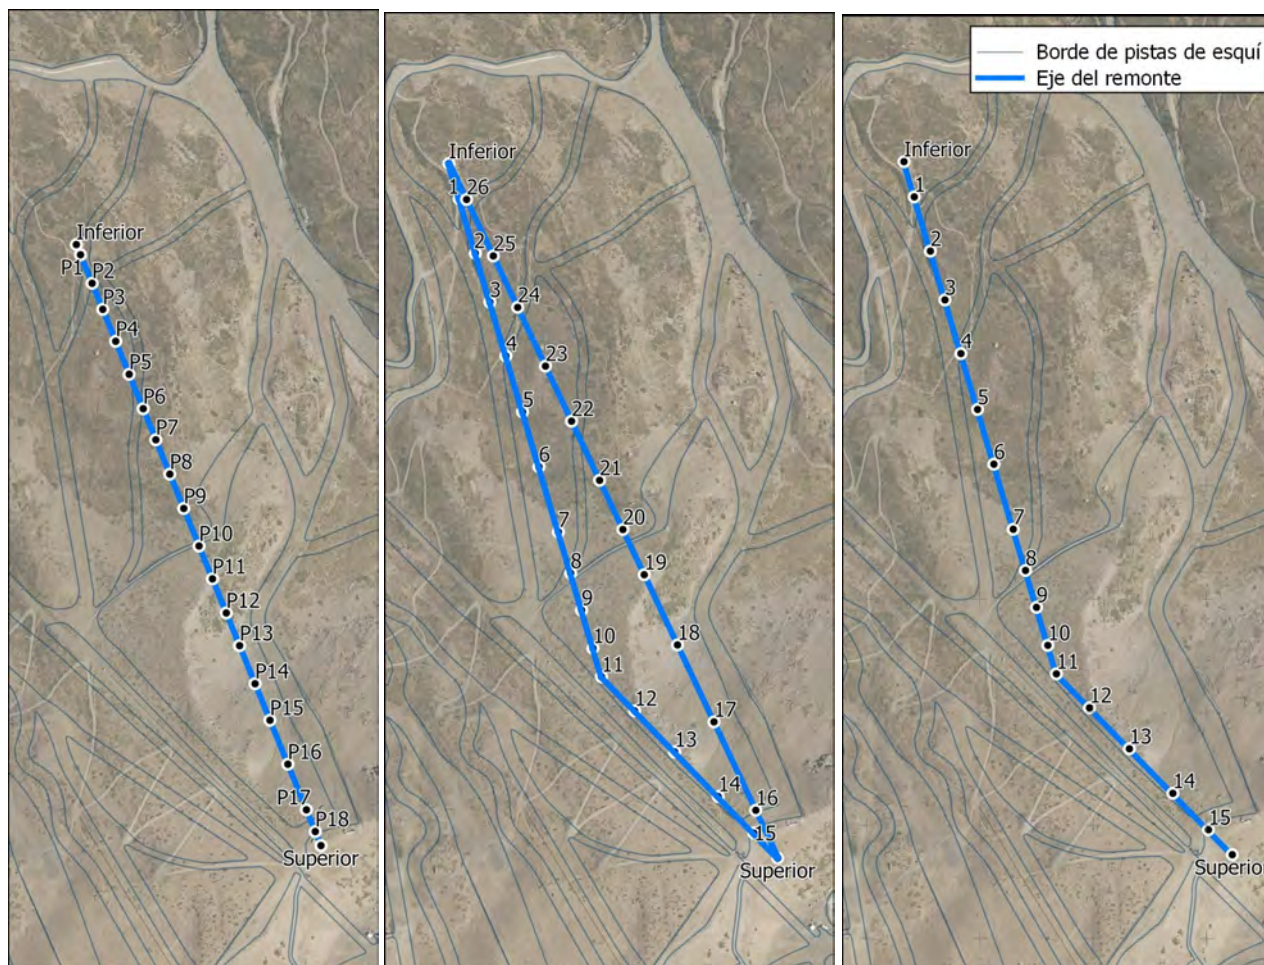 Inferior
P1
P2
P3
P4
P5
P6
P7
P8
P9
P10
P11
P12
P13
P14
P15
P16
P17
P18
Superior
Inferior
1
26
2
25
3
24
4
23
5
22
6
21
7
20
8
19
9
10
18
11
12
17
13
14
16
15
Superior
Borde de pistas de esquí
Eje del remonte
Inferior
1
2
3
4
5
6
7
8
9
10
11
12
13
14
15
Superior